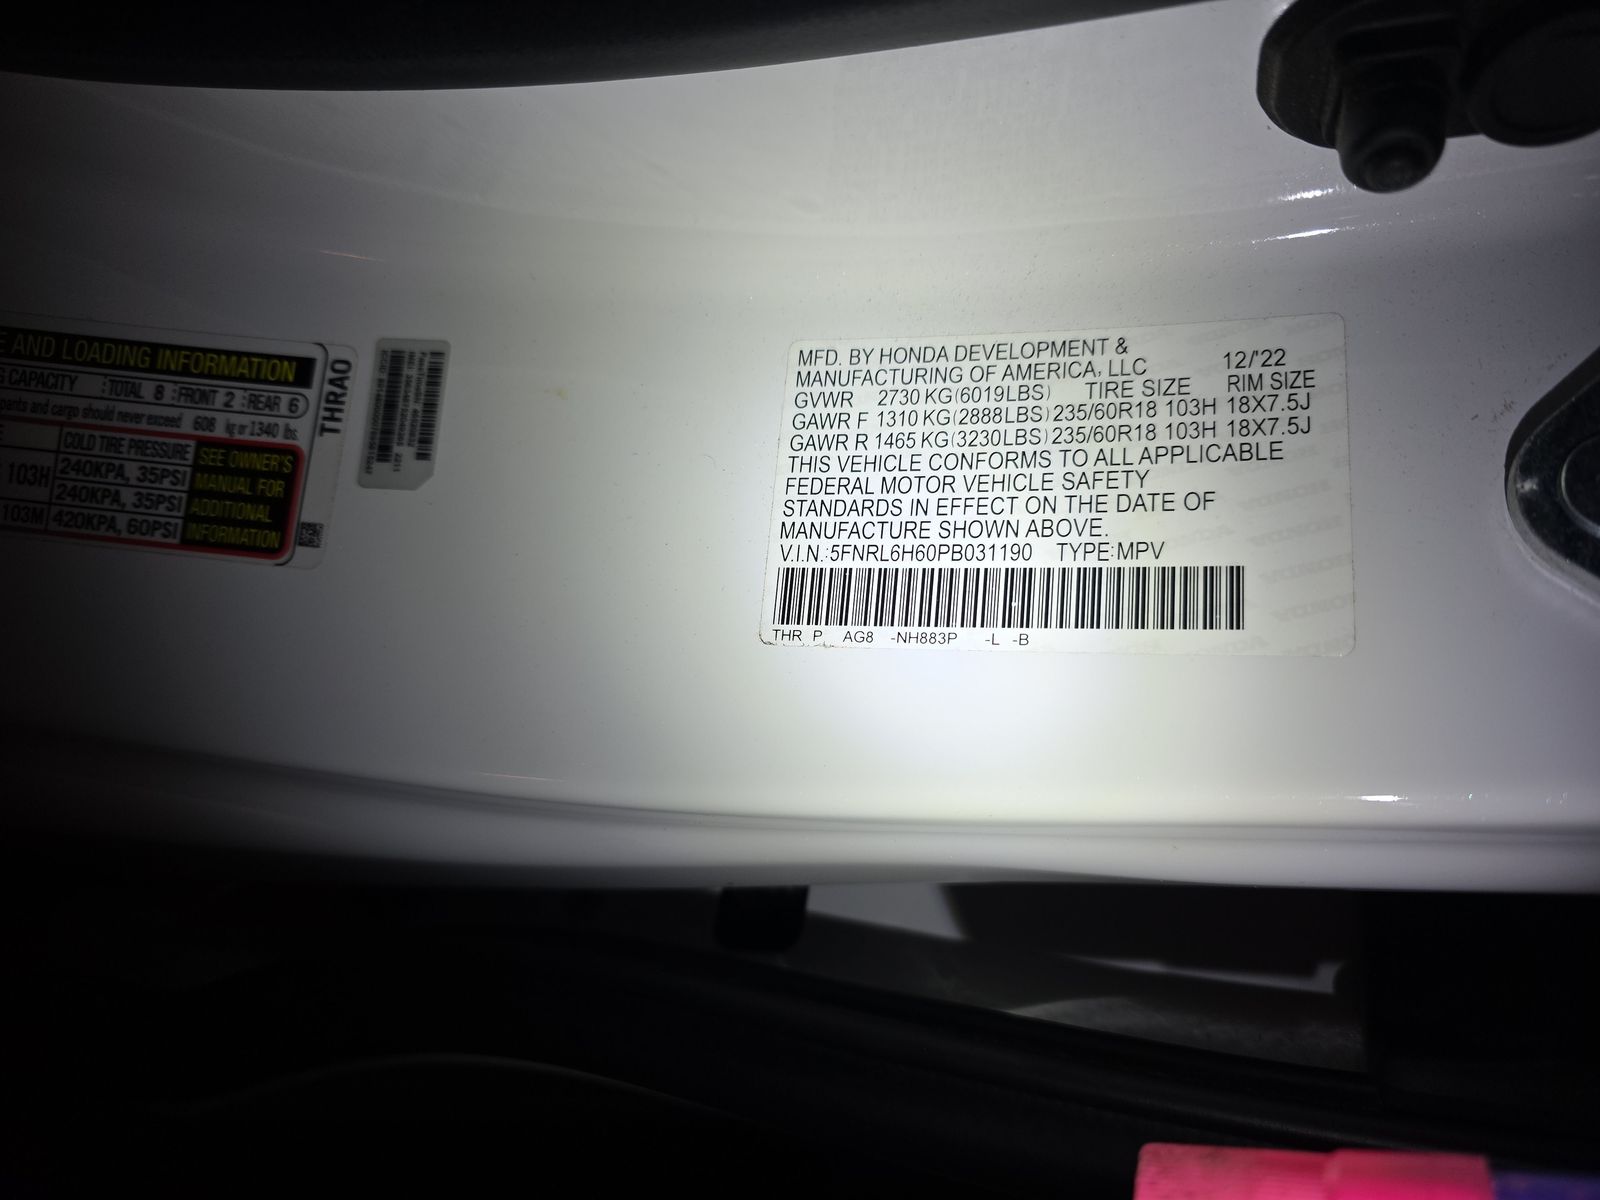 E AND LOADING INFORMATION
G CAPACITY :TOTAL 8 :FRONT 2 :REAR 6
pants and cargo should never exceed 608 kg or 1340 lbs.
COLD TIRE PRESSURE
SEE OWNER'S
MANUAL FOR
ADDITIONAL
INFORMATION
103H 240KPA, 35PSI
240KPA, 35PSI
103M 420KPA, 60PSI
THRA0
MFD. BY HONDA DEVELOPMENT &
MANUFACTURING OF AMERICA, LLC 12/'22
GVWR 2730 KG(6019LBS) TIRE SIZE RIM SIZE
GAWR F 1310 KG(2888LBS) 235/60R18 103H 18X7.5J
GAWR R 1465 KG(3230LBS) 235/60R18 103H 18X7.5J
THIS VEHICLE CONFORMS TO ALL APPLICABLE
FEDERAL MOTOR VEHICLE SAFETY
STANDARDS IN EFFECT ON THE DATE OF
MANUFACTURE SHOWN ABOVE.
V.I.N.:5FNRL6H60PB031190 TYPE:MPV
THR P AG8 -NH883P -L -B